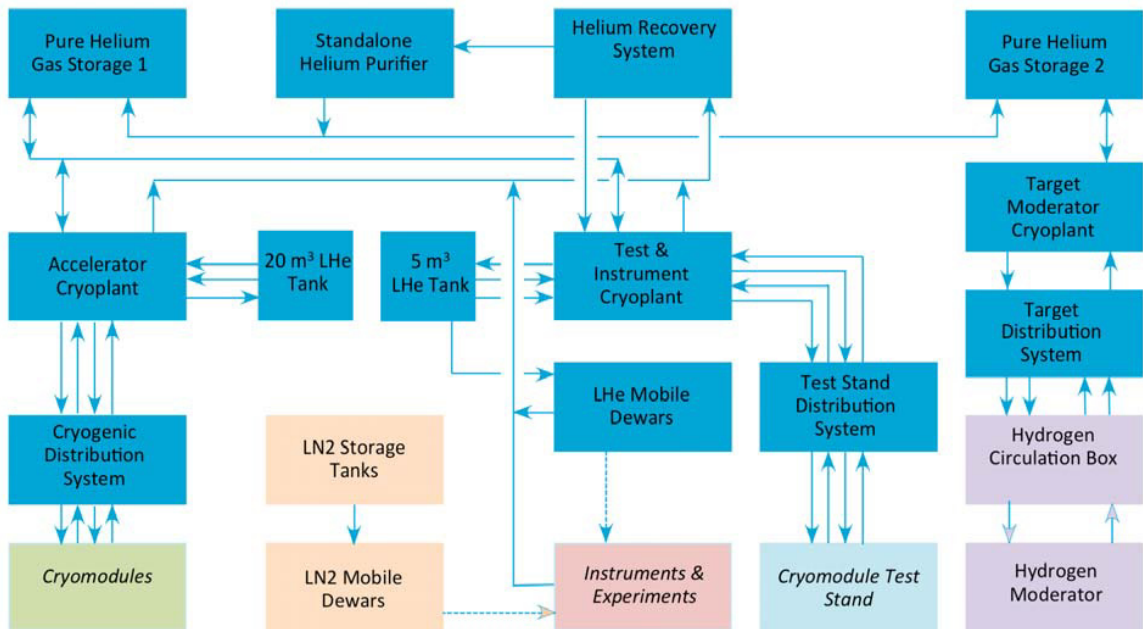 Pure Helium
Gas Storage 1
Standalone
Helium Purifier
Helium Recovery
System
Pure Helium
Gas Storage 2
Target
Moderator
Cryoplant
Accelerator
Cryoplant
20 m³ LHe
Tank
5 m³
LHe Tank
Test &
Instrument
Cryoplant
Target
Distribution
System
LHe Mobile
Dewars
Test Stand
Distribution
System
Cryogenic
Distribution
System
LN2 Storage
Tanks
Hydrogen
Circulation Box
Cryomodules
LN2 Mobile
Dewars
Instruments &
Experiments
Cryomodule Test
Stand
Hydrogen
Moderator